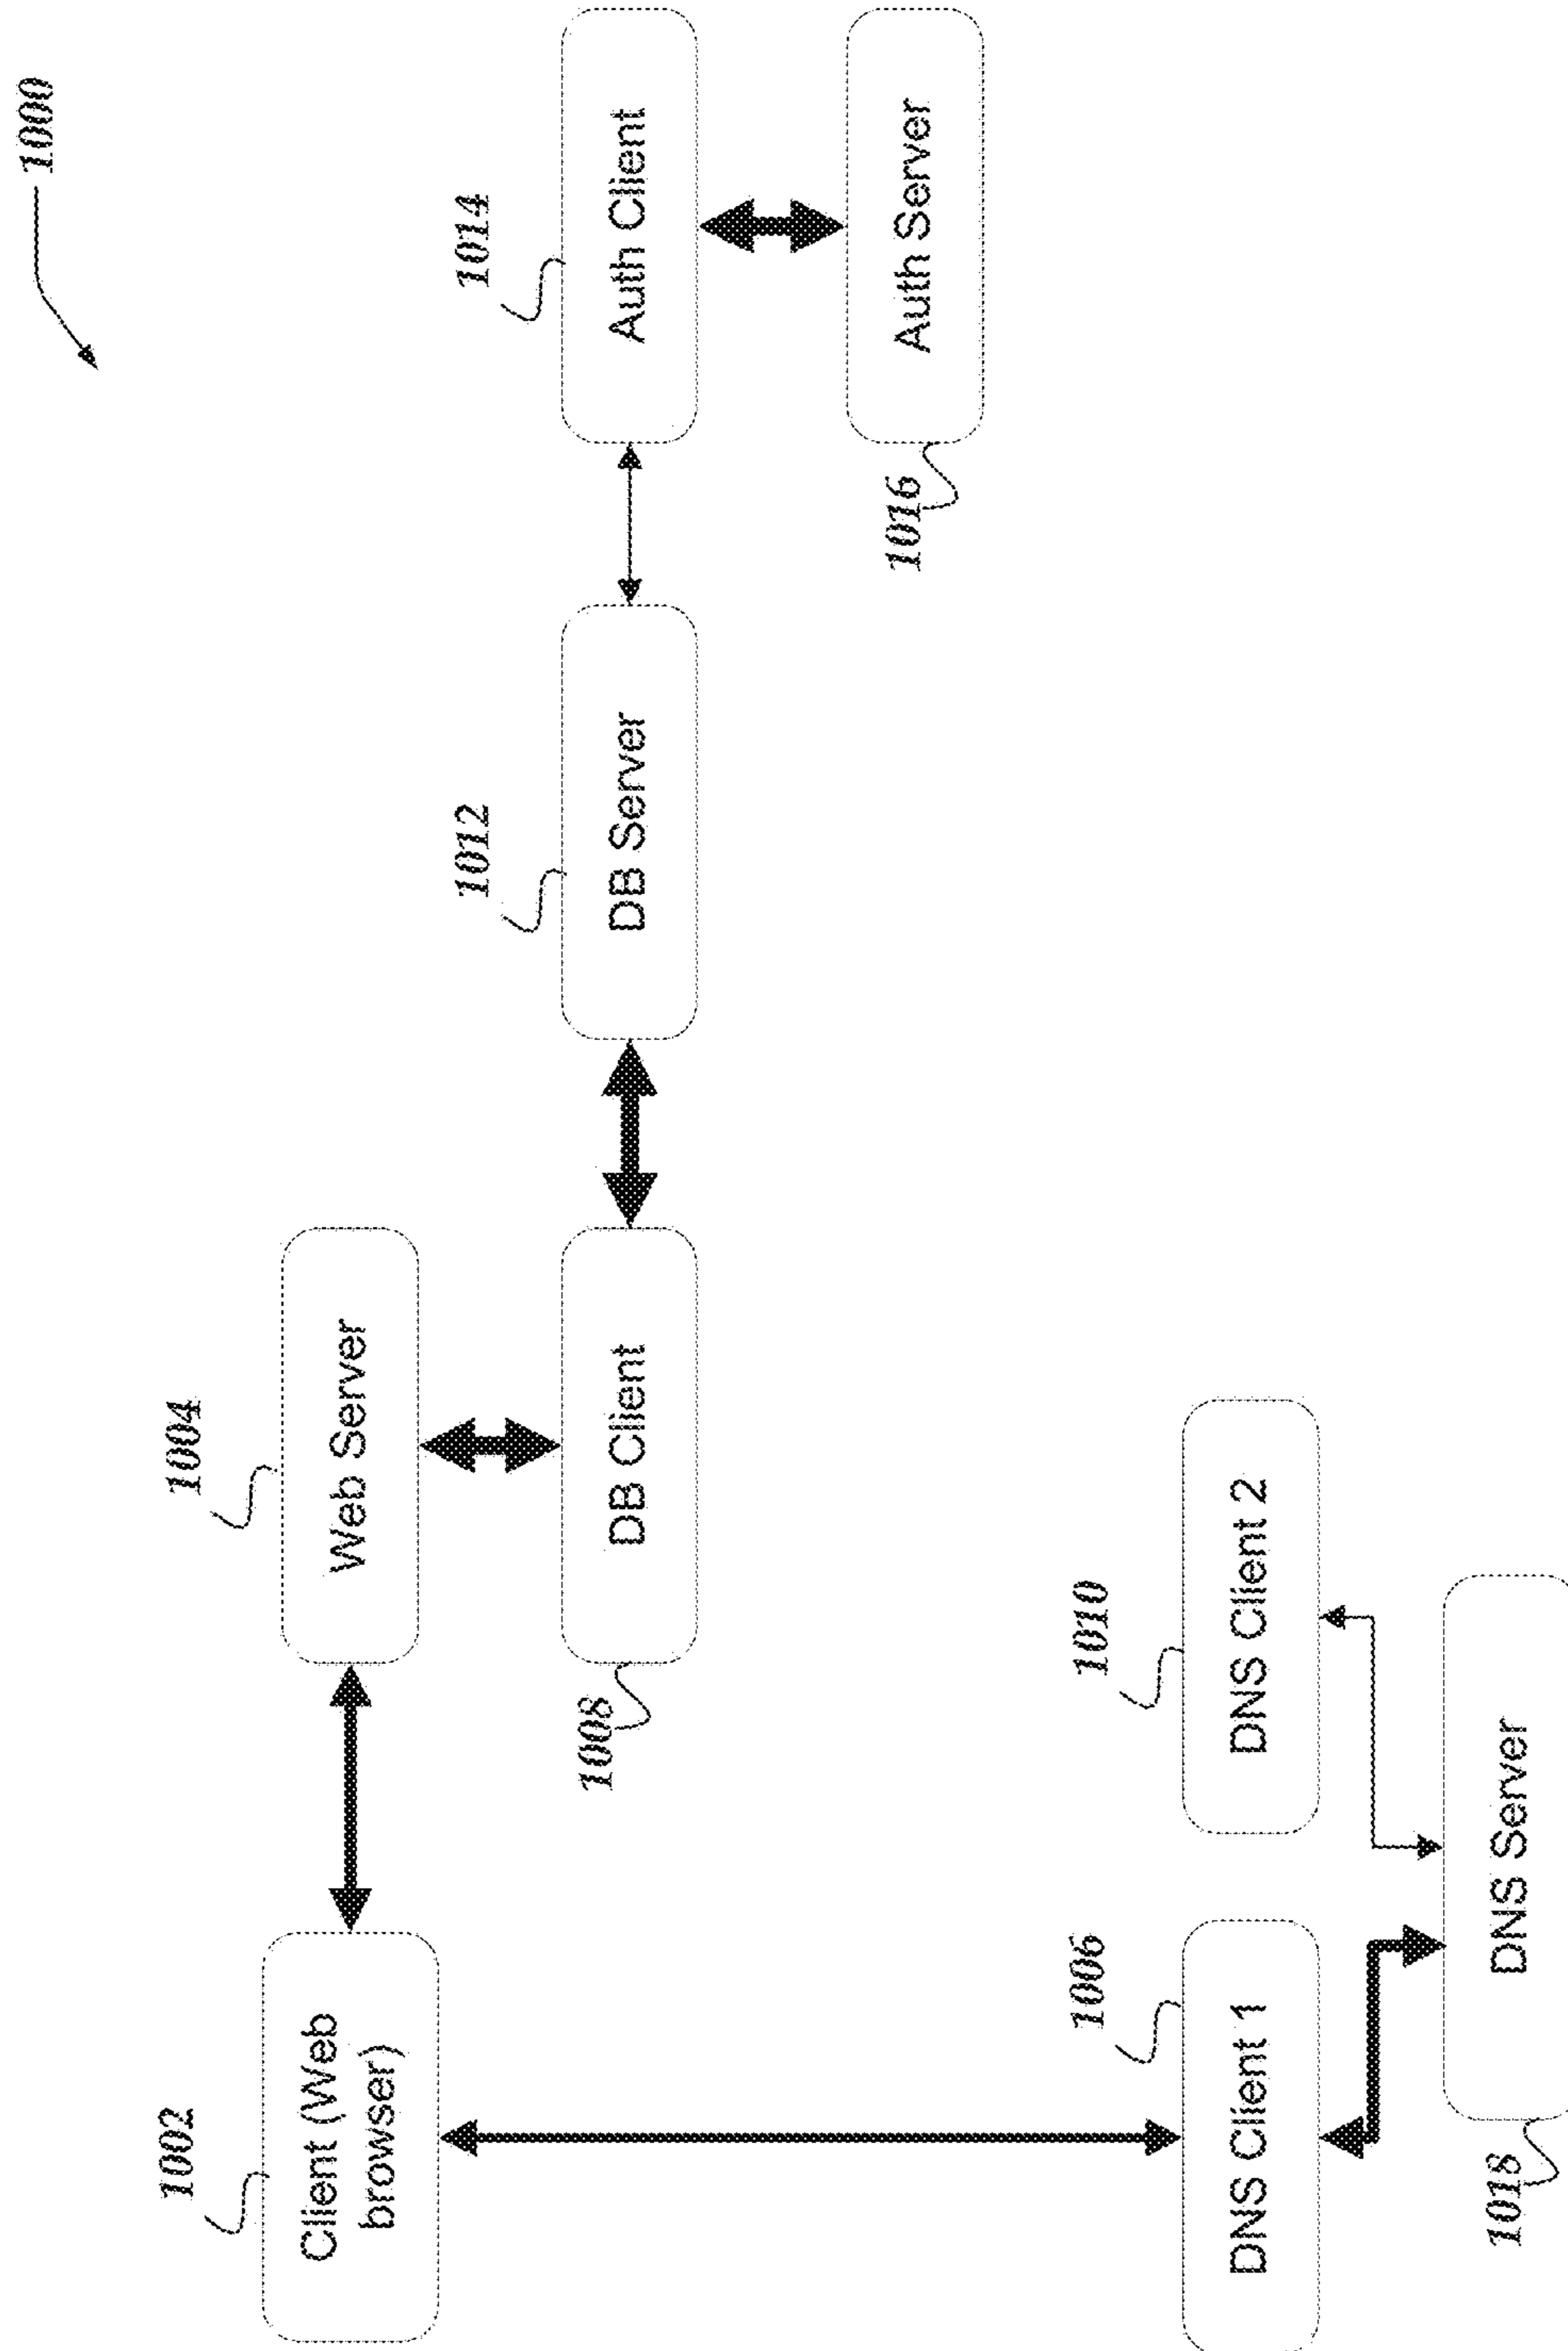 1000
1002
Client (Web
browser)
1004
Web Server
1008
DB Client
1012
DB Server
1014
Auth Client
1016
Auth Server
1006
DNS Client 1
1010
DNS Client 2
1018
DNS Server